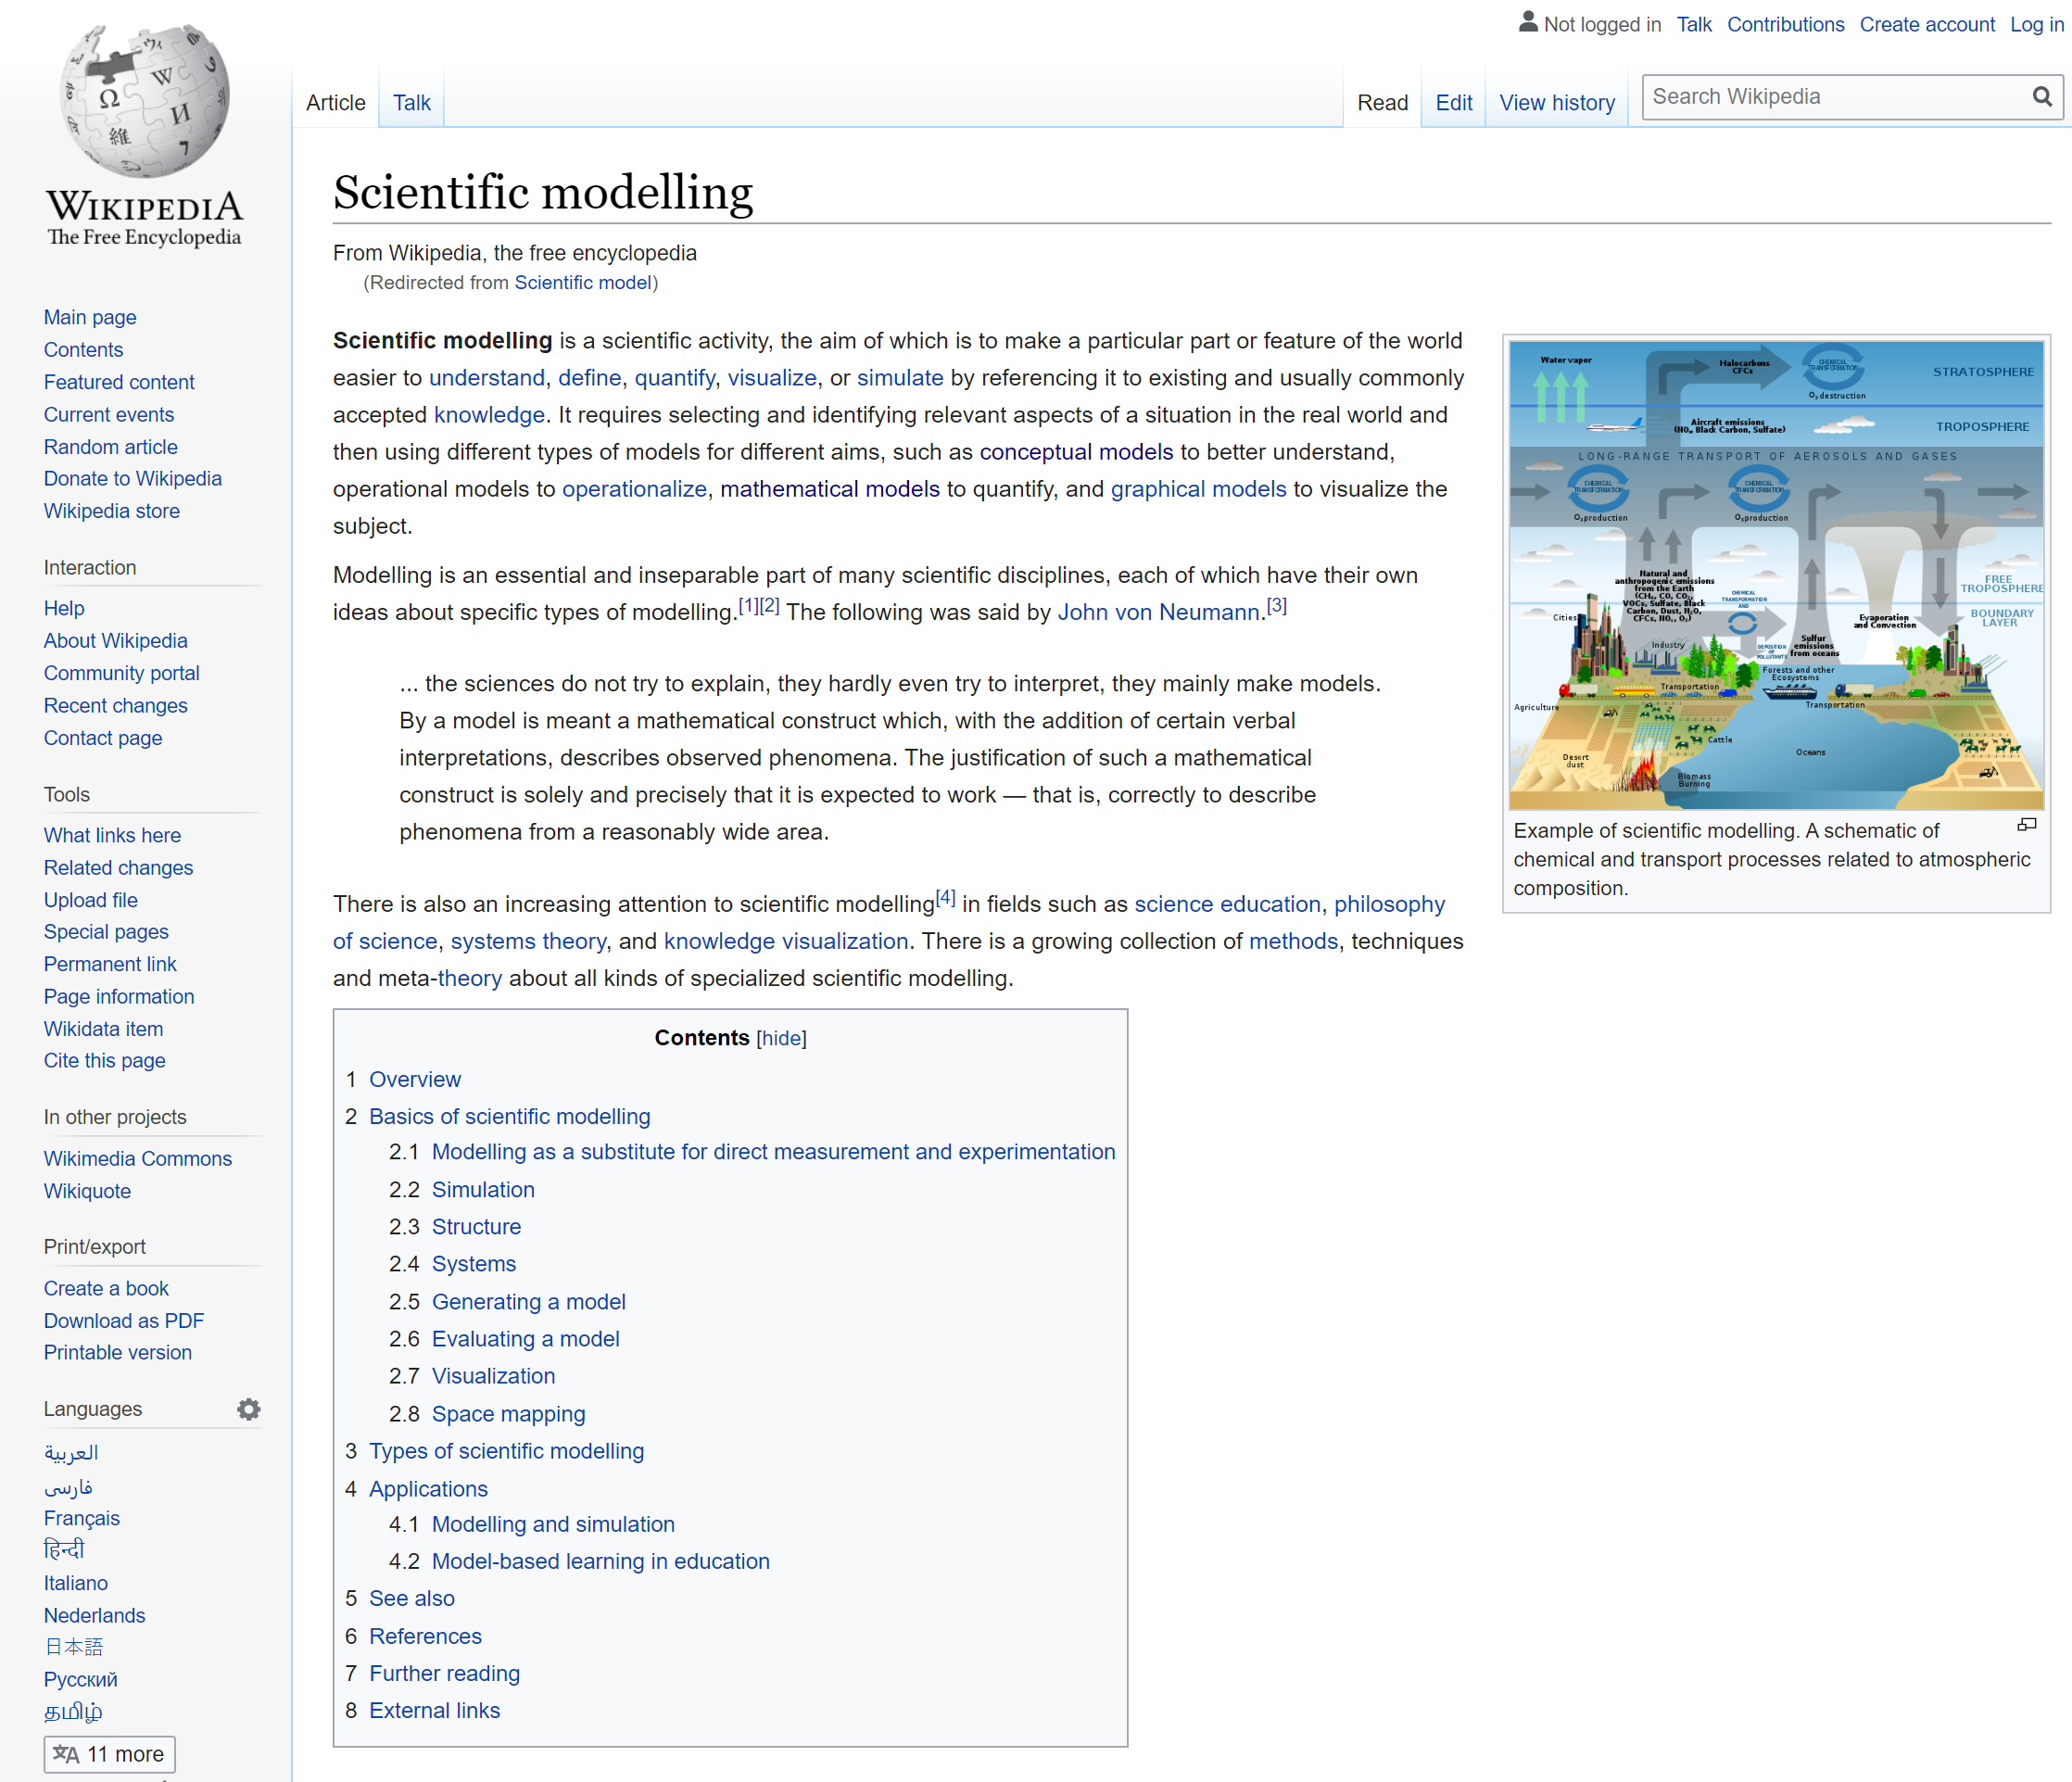 Not logged in Talk Contributions Create account Log in
Article Talk
Read Edit View history
Search Wikipedia
WIKIPEDIA
The Free Encyclopedia
Main page
Contents
Featured content
Current events
Random article
Donate to Wikipedia
Wikipedia store
Interaction
Help
About Wikipedia
Community portal
Recent changes
Contact page
Tools
What links here
Related changes
Upload file
Special pages
Permanent link
Page information
Wikidata item
Cite this page
In other projects
Wikimedia Commons
Wikiquote
Print/export
Create a book
Download as PDF
Printable version
Languages
العربية
فارسی
Français
हिन्दी
Italiano
Nederlands
日本語
Русский
தமிழ்
11 more
Scientific modelling
From Wikipedia, the free encyclopedia
(Redirected from Scientific model)
Scientific modelling is a scientific activity, the aim of which is to make a particular part or feature of the world
easier to understand, define, quantify, visualize, or simulate by referencing it to existing and usually commonly
accepted knowledge. It requires selecting and identifying relevant aspects of a situation in the real world and
then using different types of models for different aims, such as conceptual models to better understand,
operational models to operationalize, mathematical models to quantify, and graphical models to visualize the
subject.
Modelling is an essential and inseparable part of many scientific disciplines, each of which have their own
ideas about specific types of modelling.[1][2] The following was said by John von Neumann.[3]
... the sciences do not try to explain, they hardly even try to interpret, they mainly make models.
By a model is meant a mathematical construct which, with the addition of certain verbal
interpretations, describes observed phenomena. The justification of such a mathematical
construct is solely and precisely that it is expected to work — that is, correctly to describe
phenomena from a reasonably wide area.
There is also an increasing attention to scientific modelling[4] in fields such as science education, philosophy
of science, systems theory, and knowledge visualization. There is a growing collection of methods, techniques
and meta-theory about all kinds of specialized scientific modelling.
Contents [hide]
1 Overview
2 Basics of scientific modelling
2.1 Modelling as a substitute for direct measurement and experimentation
2.2 Simulation
2.3 Structure
2.4 Systems
2.5 Generating a model
2.6 Evaluating a model
2.7 Visualization
2.8 Space mapping
3 Types of scientific modelling
4 Applications
4.1 Modelling and simulation
4.2 Model-based learning in education
5 See also
6 References
7 Further reading
8 External links
Water vapor
Halocarbons
CFCs
CHEMICAL
TRANSFORMATION
O₃ destruction
STRATOSPHERE
Aircraft emissions
(NOₓ, Black Carbon, Sulfate)
TROPOSPHERE
LONG-RANGE TRANSPORT OF AEROSOLS AND GASES
CHEMICAL
TRANSFORMATION
O₃production
CHEMICAL
TRANSFORMATION
O₃production
Natural and
anthropogenic emissions
from the Earth
(CH₄, CO, CO₂,
VOCs, Sulfate, Black
Carbon, Dust, N₂O,
CFCs, NOₓ, O₃)
CHEMICAL
TRANSFORMATION
AND
FREE
TROPOSPHERE
BOUNDARY
LAYER
Cities
Evaporation
and Convection
Industry
Sulfur
emissions
from oceans
DEPOSITION
OF
POLLUTANTS
Forests and other
Ecosystems
Transportation
Transportation
Agriculture
Cattle
Oceans
Desert
dust
Biomass
Burning
Example of scientific modelling. A schematic of
chemical and transport processes related to atmospheric
composition.